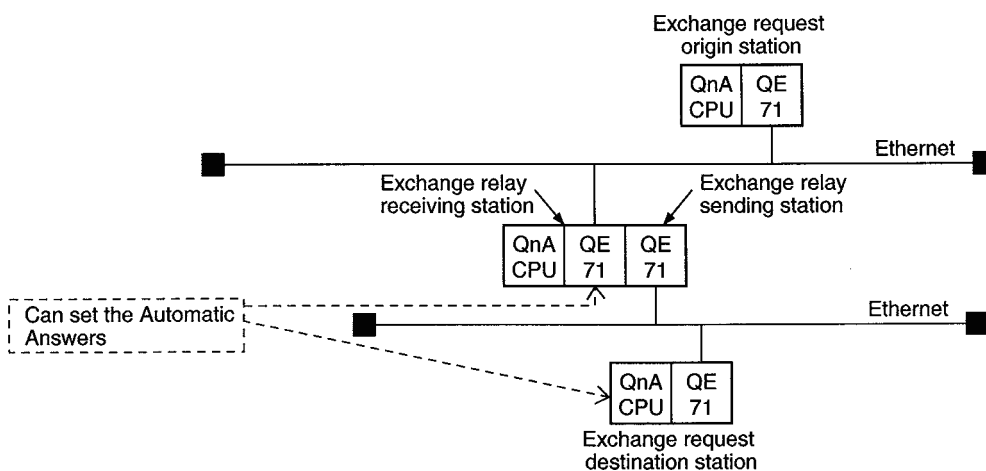 Exchange request
origin station
QnA QE
CPU 71
Ethernet
Exchange relay
receiving station
Exchange relay
sending station
QnA QE QE
CPU 71 71
Can set the Automatic
Answers
Ethernet
QnA QE
CPU 71
Exchange request
destination station